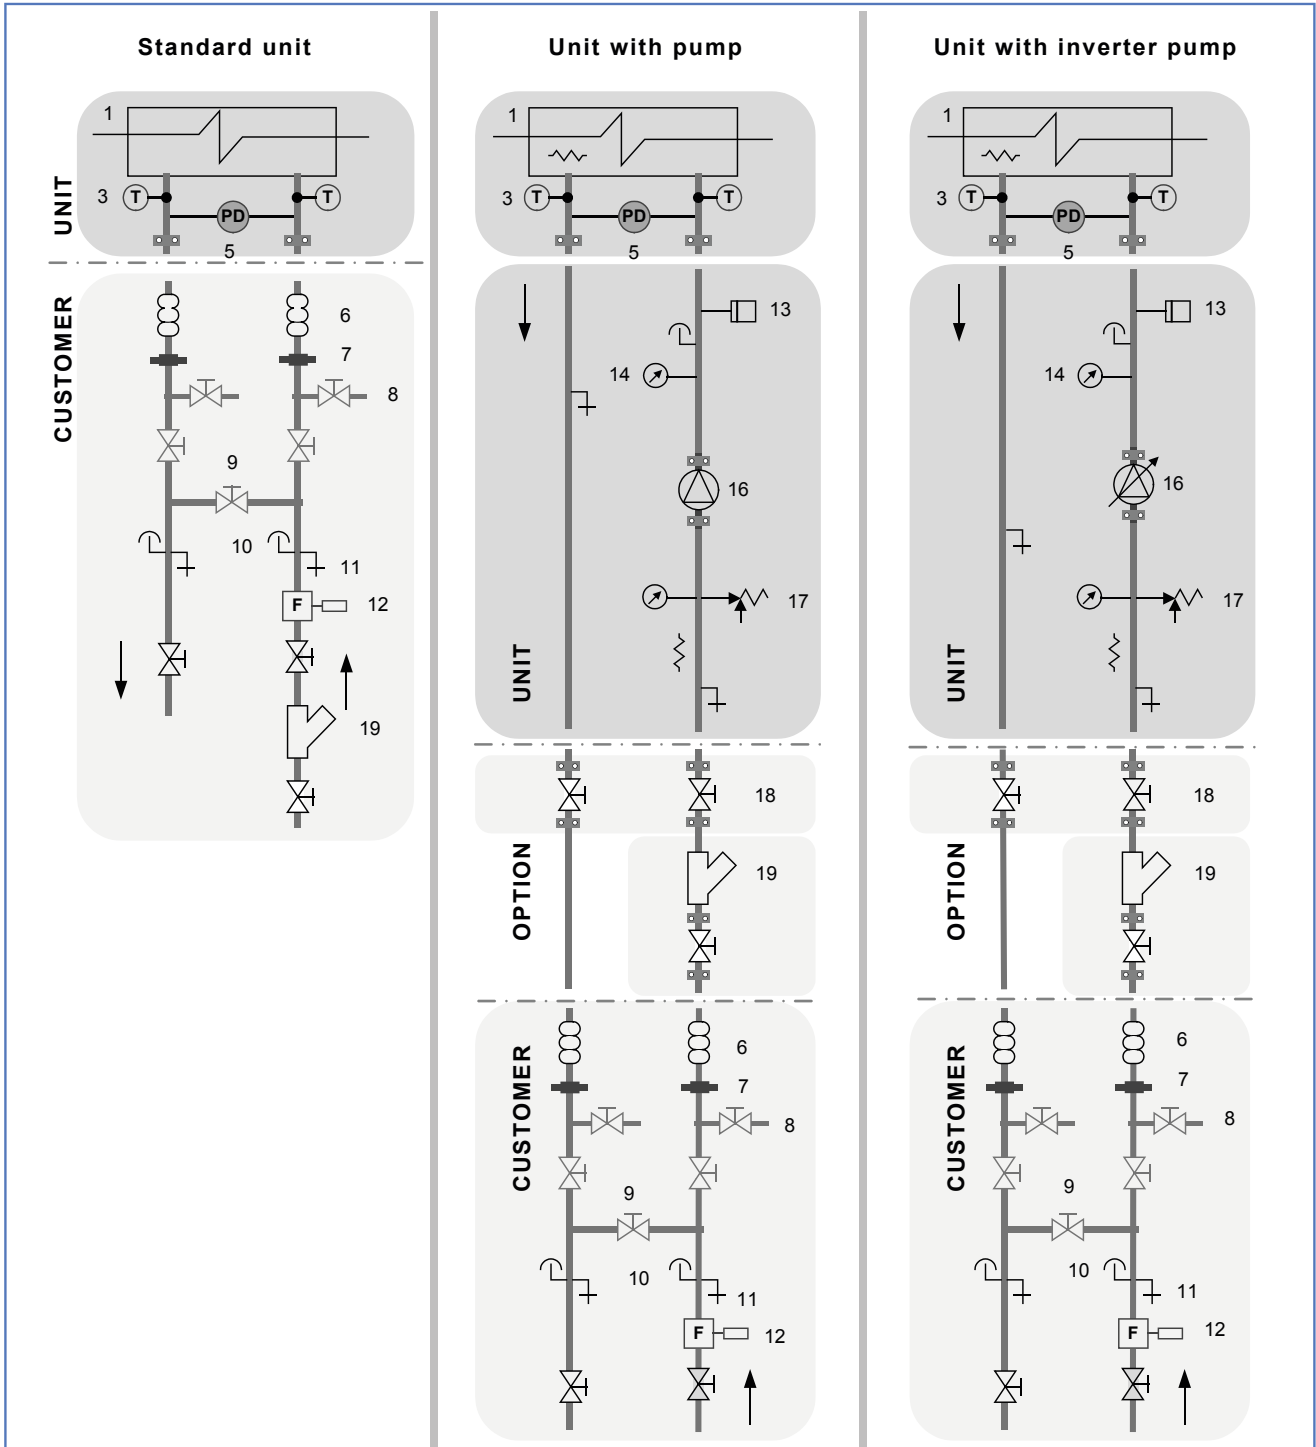 Standard unit
UNIT
1
3
T
T
PD
5
CUSTOMER
6
7
8
9
10
11
F
12
19
Unit with pump
1
3
T
T
PD
5
UNIT
13
14
16
17
OPTION
18
19
CUSTOMER
6
7
8
9
10
11
F
12
Unit with inverter pump
1
3
T
T
PD
5
UNIT
13
14
16
17
OPTION
18
19
CUSTOMER
6
7
8
9
10
11
F
12